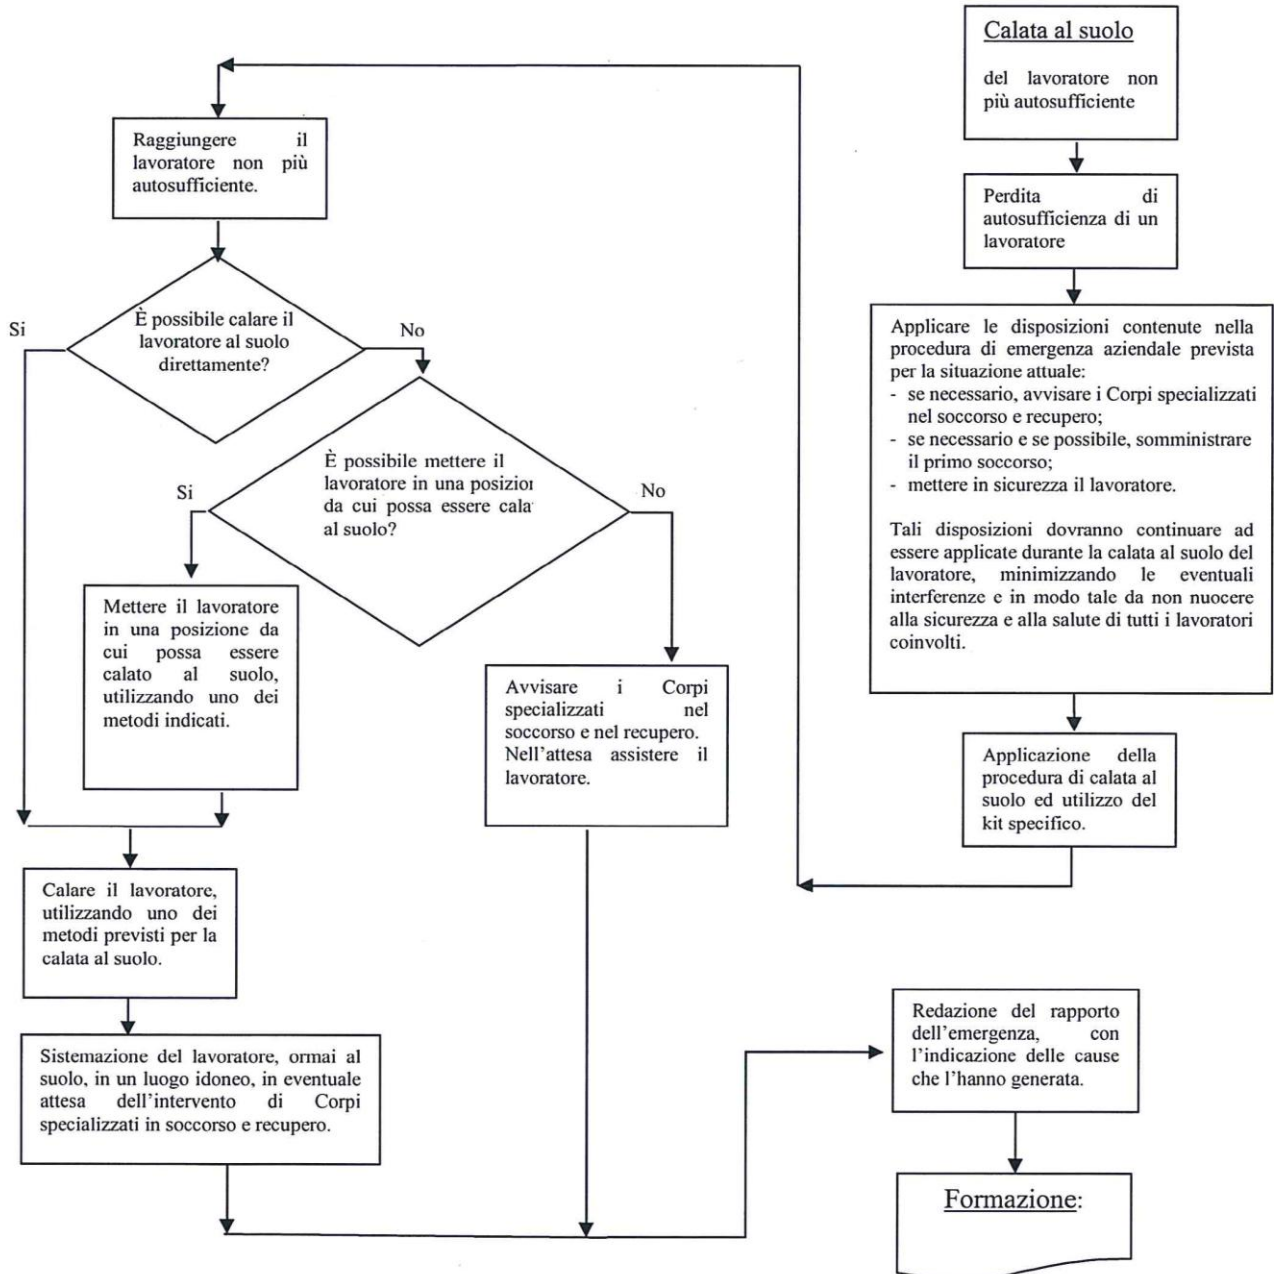 Calata al suolo
del lavoratore non
più autosufficiente
Perdita di
autosufficienza di un
lavoratore
Applicare le disposizioni contenute nella
procedura di emergenza aziendale prevista
per la situazione attuale:
- se necessario, avvisare i Corpi specializzati
nel soccorso e recupero;
- se necessario e se possibile, somministrare
il primo soccorso;
- mettere in sicurezza il lavoratore.
Tali disposizioni dovranno continuare ad
essere applicate durante la calata al suolo del
lavoratore, minimizzando le eventuali
interferenze e in modo tale da non nuocere
alla sicurezza e alla salute di tutti i lavoratori
coinvolti.
Applicazione della
procedura di calata al
suolo ed utilizzo del
kit specifico.
Raggiungere il
lavoratore non più
autosufficiente.
È possibile calare il
lavoratore al suolo
direttamente?
Si
No
È possibile mettere il
lavoratore in una posizio
da cui possa essere cala
al suolo?
Si
No
Mettere il lavoratore
in una posizione da
cui possa essere
calato al suolo,
utilizzando uno dei
metodi indicati.
Avvisare i Corpi
specializzati nel
soccorso e nel recupero.
Nell'attesa assistere il
lavoratore.
Calare il lavoratore,
utilizzando uno dei
metodi previsti per la
calata al suolo.
Sistemazione del lavoratore, ormai al
suolo, in un luogo idoneo, in eventuale
attesa dell'intervento di Corpi
specializzati in soccorso e recupero.
Redazione del rapporto
dell'emergenza, con
l'indicazione delle cause
che l'hanno generata.
Formazione: